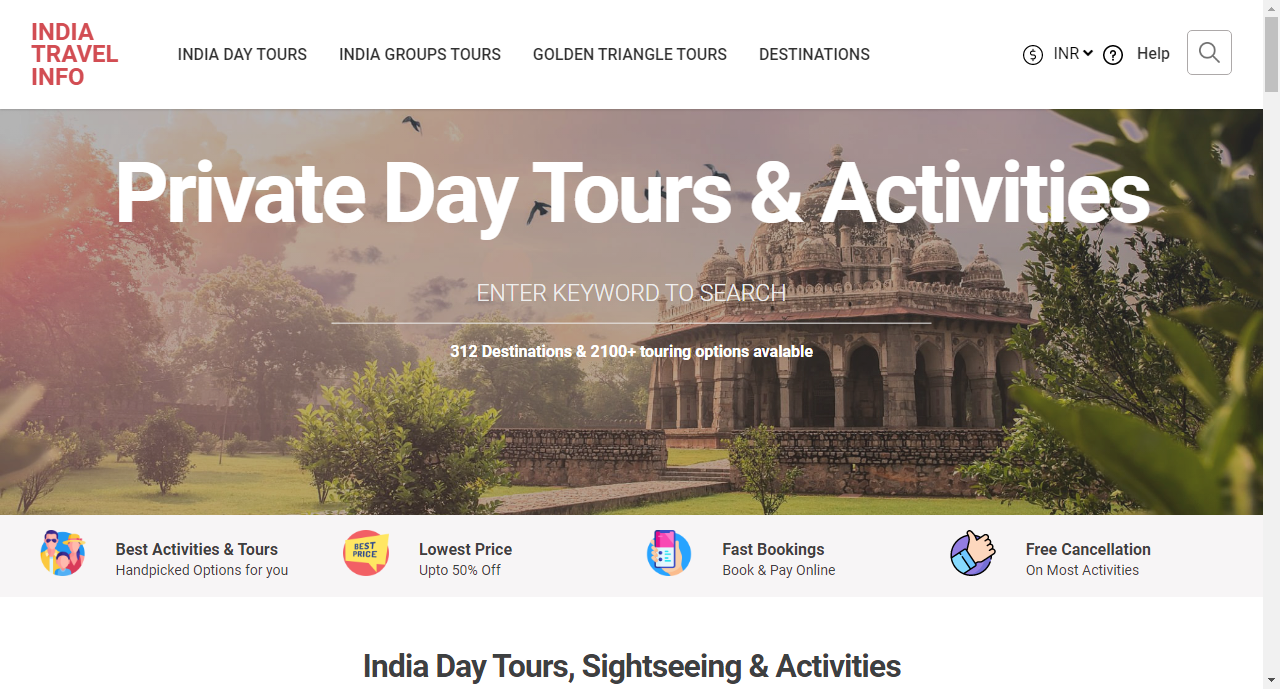 INDIA
TRAVEL
INFO
INDIA DAY TOURS
INDIA GROUPS TOURS
GOLDEN TRIANGLE TOURS
DESTINATIONS
$ INR
? Help
Private Day Tours & Activities
ENTER KEYWORD TO SEARCH
312 Destinations & 2100+ touring options avalable
BEST
PRICE
Best Activities & Tours
Handpicked Options for you
Lowest Price
Upto 50% Off
Fast Bookings
Book & Pay Online
Free Cancellation
On Most Activities
India Day Tours, Sightseeing & Activities